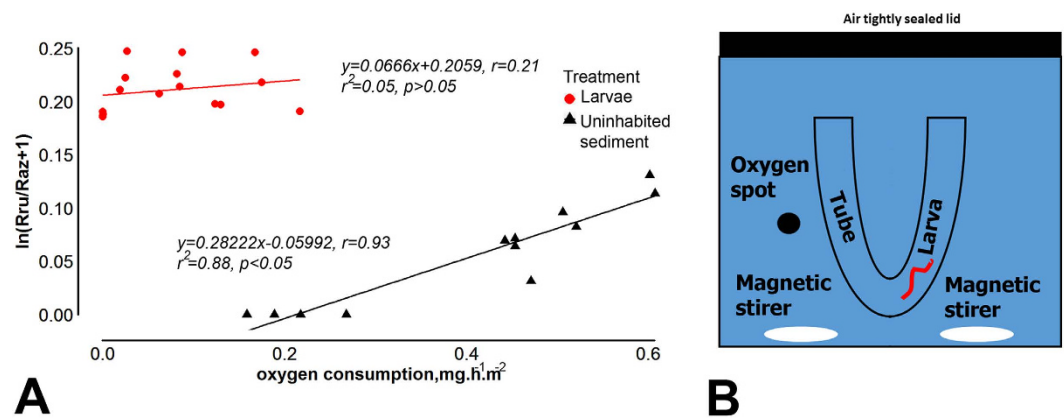 Air tightly sealed lid
0.25
0.20
0.15
0.10
0.05
0.00
ln(Rru/Raz+1)
y=0.0666x+0.2059, r=0.21
r²=0.05, p>0.05
Treatment
Larvae
Uninhabited
sediment
y=0.28222x-0.05992, r=0.93
r²=0.88, p<0.05
0.0
0.2
0.4
0.6
oxygen consumption,mg.h⁻¹.m⁻²
A
Oxygen
spot
Tube
Larva
Magnetic
stirer
Magnetic
stirer
B